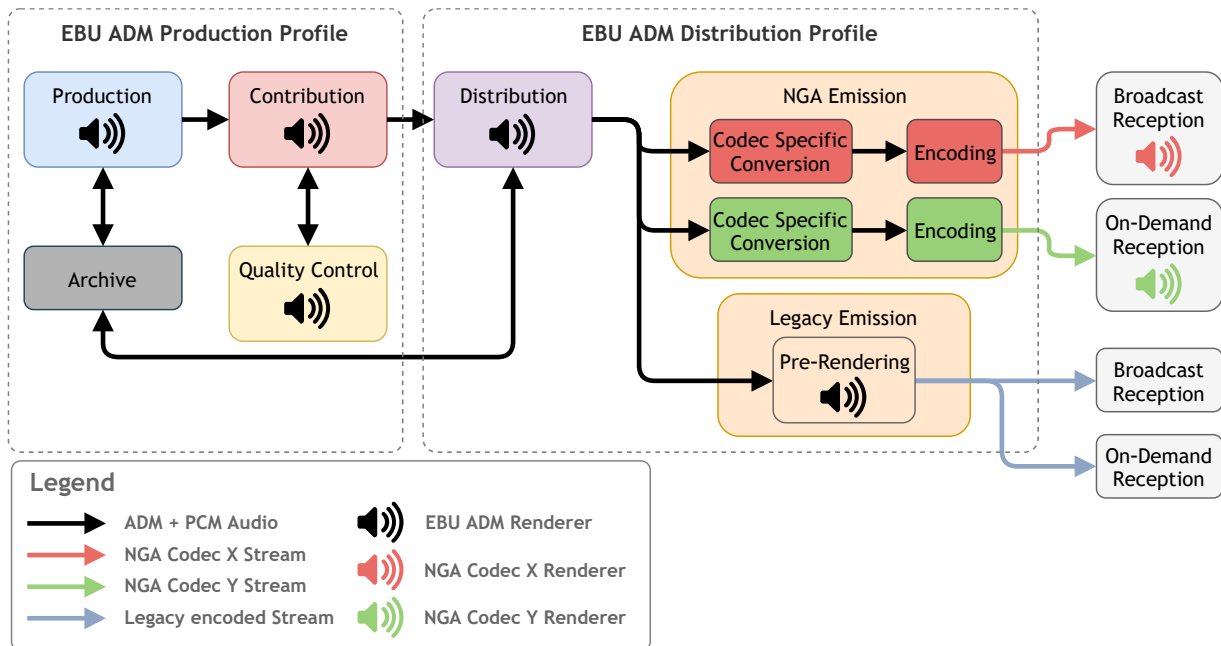 EBU ADM Production Profile
EBU ADM Distribution Profile
Production
Contribution
Distribution
NGA Emission
Codec Specific
Conversion
Encoding
Broadcast
Reception
Codec Specific
Conversion
Encoding
On-Demand
Reception
Archive
Quality Control
Legacy Emission
Pre-Rendering
Broadcast
Reception
On-Demand
Reception
Legend
ADM + PCM Audio
NGA Codec X Stream
NGA Codec Y Stream
Legacy encoded Stream
EBU ADM Renderer
NGA Codec X Renderer
NGA Codec Y Renderer